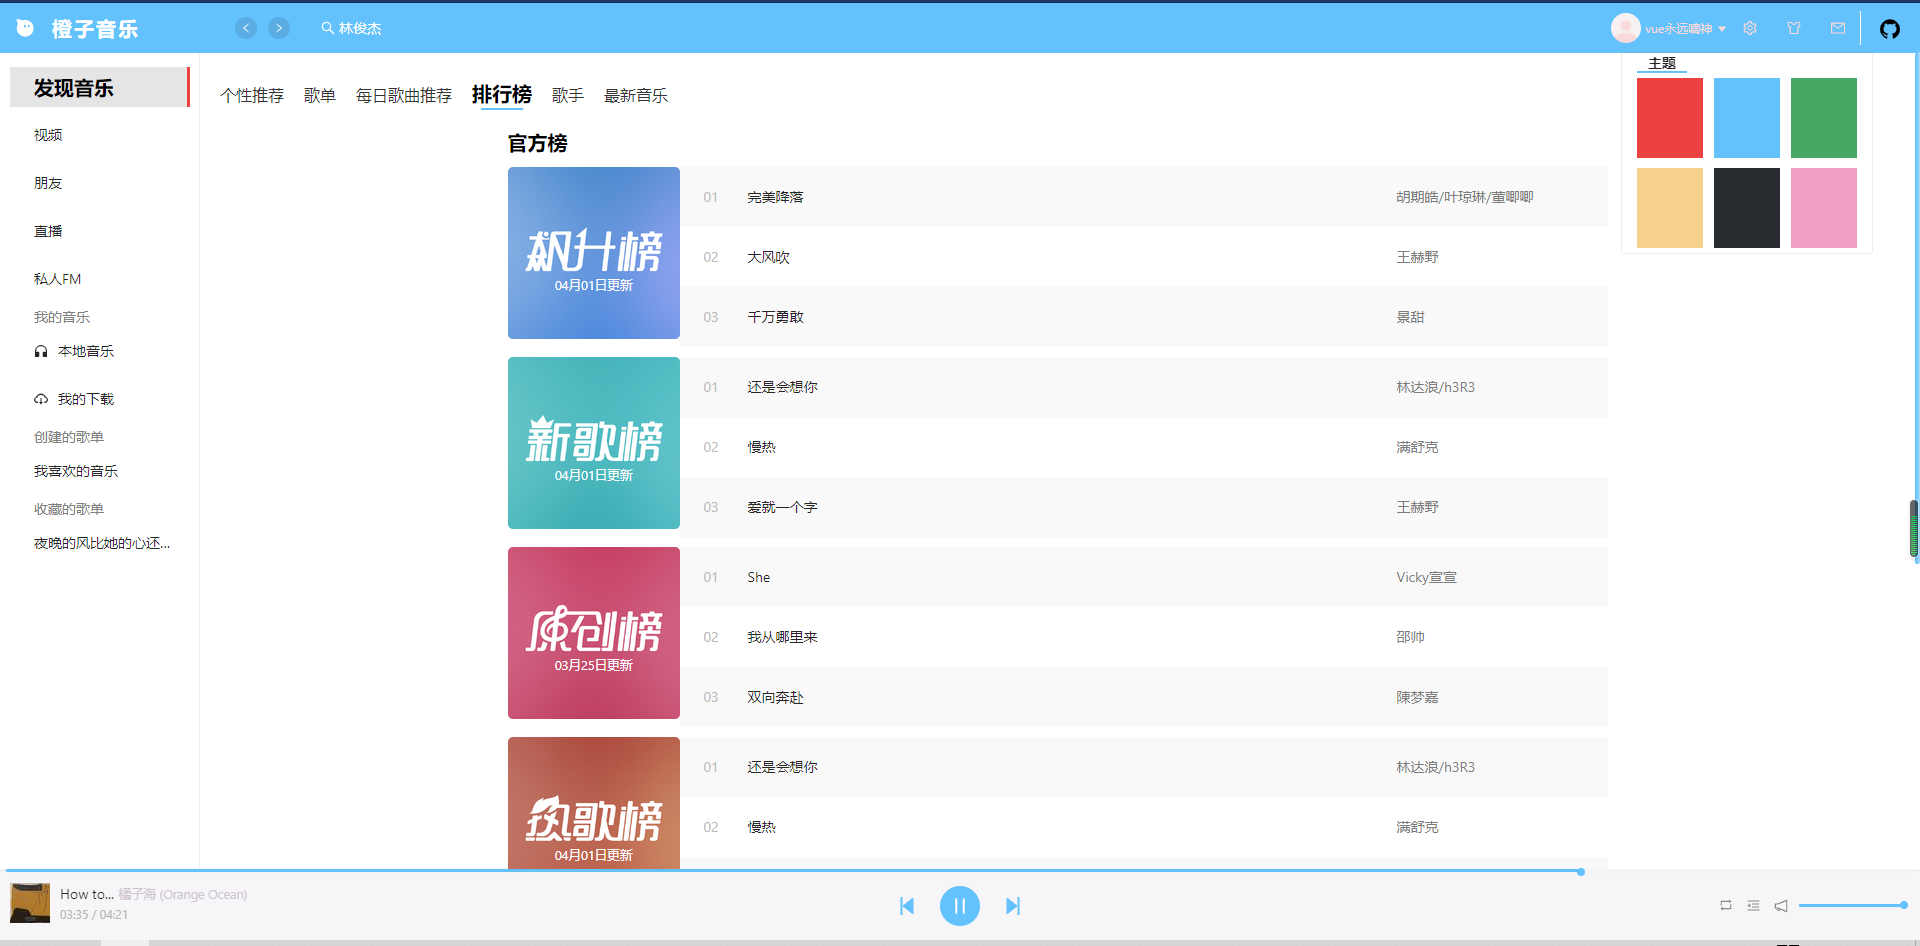 橙子音乐
林俊杰
vue永远嘀神
发现音乐
视频
朋友
直播
私人FM
我的音乐
本地音乐
我的下载
创建的歌单
我喜欢的音乐
收藏的歌单
夜晚的风比她的心还...
个性推荐 歌单 每日歌曲推荐 排行榜 歌手 最新音乐
主题
官方榜
飙升榜
04月01日更新
01 完美降落 胡期皓/叶琼琳/董唧唧
02 大风吹 王赫野
03 千万勇敢 景甜
新歌榜
04月01日更新
01 还是会想你 林达浪/h3R3
02 慢热 满舒克
03 爱就一个字 王赫野
原创榜
03月25日更新
01 She Vicky宣宣
02 我从哪里来 邵帅
03 双向奔赴 陳梦嘉
热歌榜
04月01日更新
01 还是会想你 林达浪/h3R3
02 慢热 满舒克
How to... 橘子海 (Orange Ocean)
03:35 / 04:21